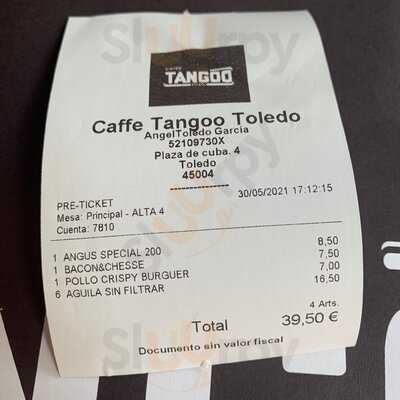 CAFFE
TANGOO
Caffe Tangoo Toledo
AngelToledo Garcia
52109730X
Plaza de cuba. 4
Toledo
45004
---------------
30/05/2021 17:12:15
PRE-TICKET
Mesa: Principal - ALTA 4
Cuenta: 7810
1 ANGUS SPECIAL 200 8,50
1 BACON&CHESSE 7,50
1 POLLO CRISPY BURGUER 7,00
6 AGUILA SIN FILTRAR 16,50
4 Arts.
Total 39,50 €
Documento sin valor fiscal
Sluurpy
Sluurpy
Sluurpy